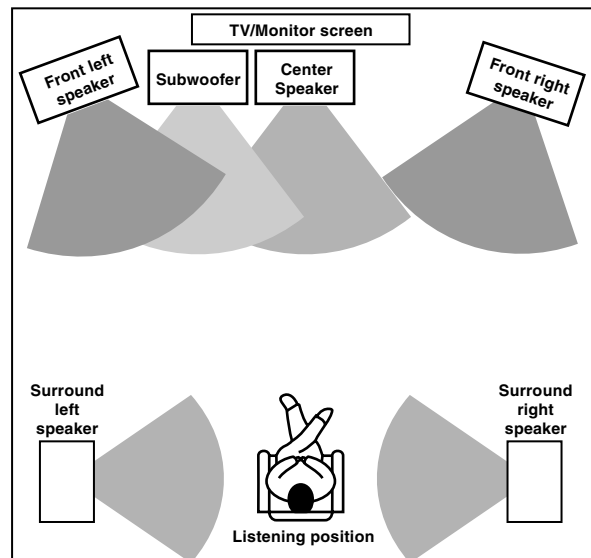 TV/Monitor screen
Front left
speaker
Subwoofer
Center
Speaker
Front right
speaker
Surround
left
speaker
Surround
right
speaker
Listening position